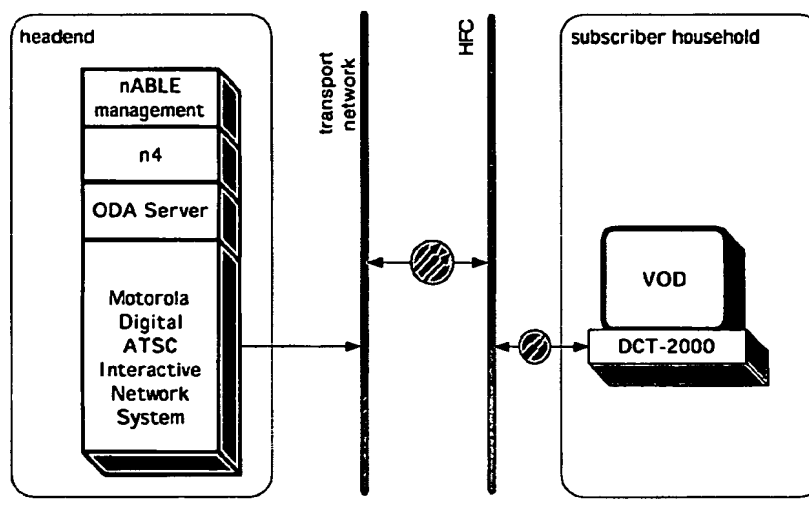 headend
nABLE
management
n4
ODA Server
Motorola
Digital
ATSC
Interactive
Network
System
transport
network
HFC
subscriber household
VOD
DCT-2000